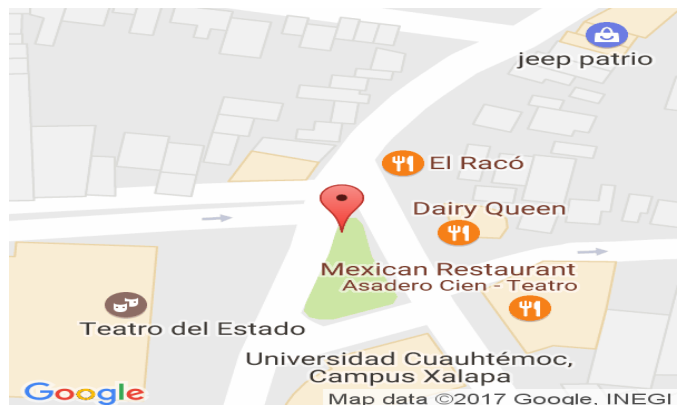 jeep patrio
El Racó
Dairy Queen
Mexican Restaurant
Asadero Cien - Teatro
Teatro del Estado
Universidad Cuauhtémoc,
Campus Xalapa
Google
Map data ©2017 Google, INEGI